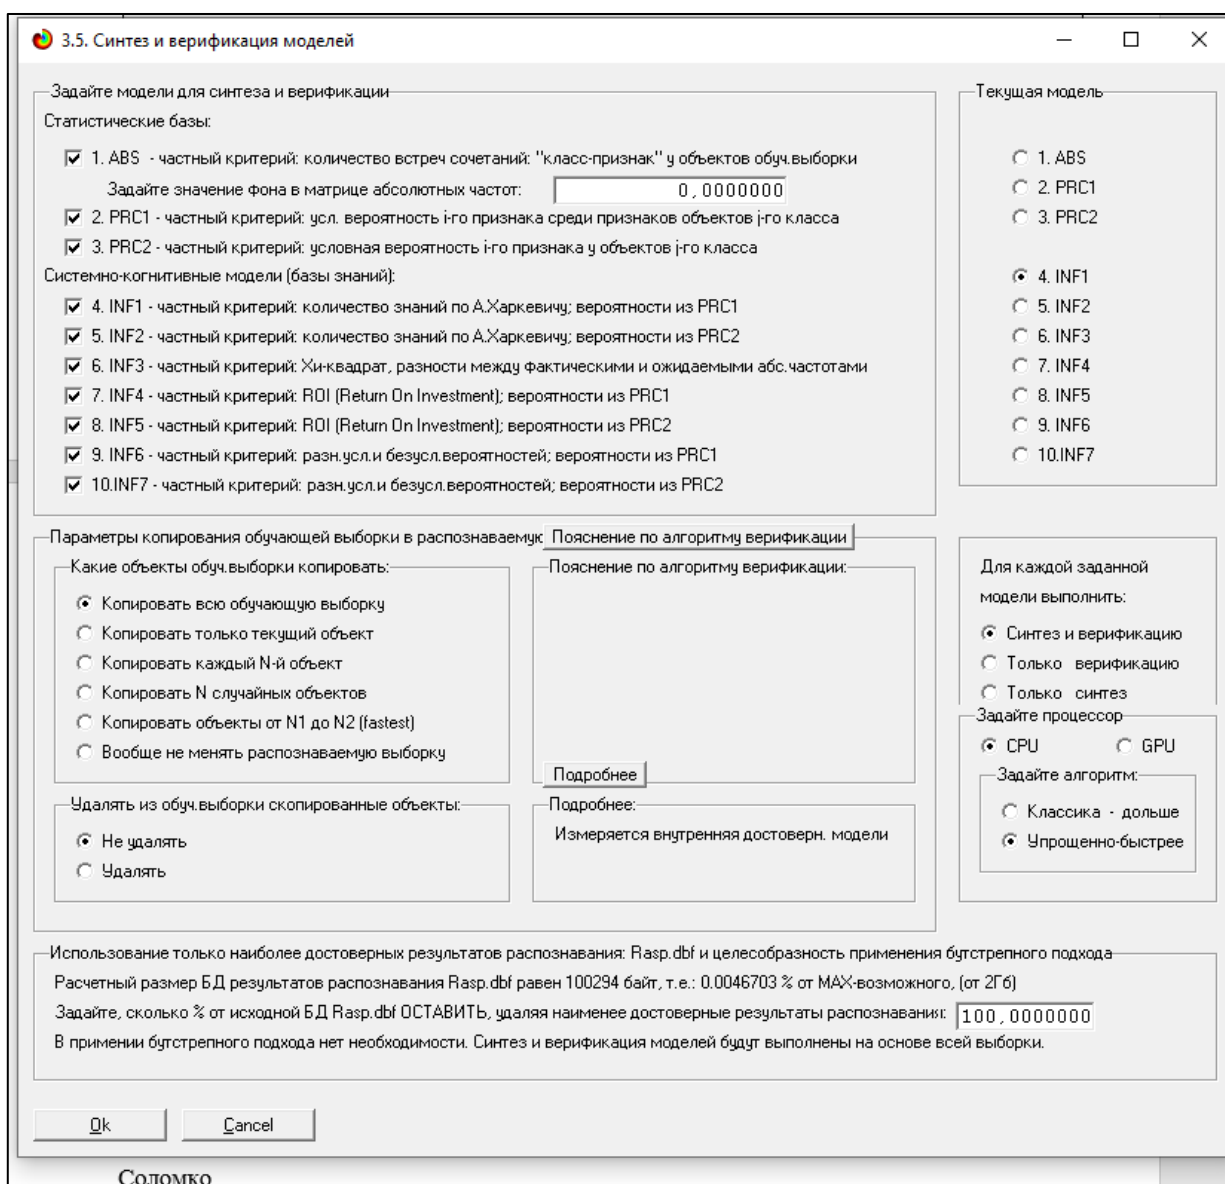 3.5. Синтез и верификация моделей
Задайте модели для синтеза и верификации
Статистические базы:
1. ABS - частный критерий: количество встреч сочетаний: "класс-признак" у объектов обуч.выборки
Задайте значение фона в матрице абсолютных частот: 0,0000000
2. PRC1 - частный критерий: усл. вероятность i-го признака среди признаков объектов j-го класса
3. PRC2 - частный критерий: условная вероятность i-го признака у объектов j-го класса
Системно-когнитивные модели (базы знаний):
4. INF1 - частный критерий: количество знаний по А.Харкевичу; вероятности из PRC1
5. INF2 - частный критерий: количество знаний по А.Харкевичу; вероятности из PRC2
6. INF3 - частный критерий: Хи-квадрат, разности между фактическими и ожидаемыми абс.частотами
7. INF4 - частный критерий: ROI (Return On Investment); вероятности из PRC1
8. INF5 - частный критерий: ROI (Return On Investment); вероятности из PRC2
9. INF6 - частный критерий: разн.усл.и безусл.вероятностей; вероятности из PRC1
10.INF7 - частный критерий: разн.усл.и безусл.вероятностей; вероятности из PRC2
Текущая модель
1. ABS
2. PRC1
3. PRC2
4. INF1
5. INF2
6. INF3
7. INF4
8. INF5
9. INF6
10.INF7
Параметры копирования обучающей выборки в распознаваемую
Пояснение по алгоритму верификации
Какие объекты обуч.выборки копировать:
Копировать всю обучающую выборку
Копировать только текущий объект
Копировать каждый N-й объект
Копировать N случайных объектов
Копировать объекты от N1 до N2 (fastest)
Вообще не менять распознаваемую выборку
Пояснение по алгоритму верификации:
Подробнее
Удалять из обуч.выборки скопированные объекты:
Не удалять
Удалять
Подробнее:
Измеряется внутренняя достоверн. модели
Для каждой заданной
модели выполнить:
Синтез и верификацию
Только верификацию
Только синтез
Задайте процессор
CPU
GPU
Задайте алгоритм:
Классика - дольше
Упрощенно-быстрее
Использование только наиболее достоверных результатов распознавания: Rasp.dbf и целесообразность применения бутстрепного подхода
Расчетный размер БД результатов распознавания Rasp.dbf равен 100294 байт, т.е.: 0.0046703 % от MAX-возможного, (от 2Гб)
Задайте, сколько % от исходной БД Rasp.dbf ОСТАВИТЬ, удаляя наименее достоверные результаты распознавания: 100,0000000
В примении бутстрепного подхода нет необходимости. Синтез и верификация моделей будут выполнены на основе всей выборки.
Ok
Cancel
Соломко